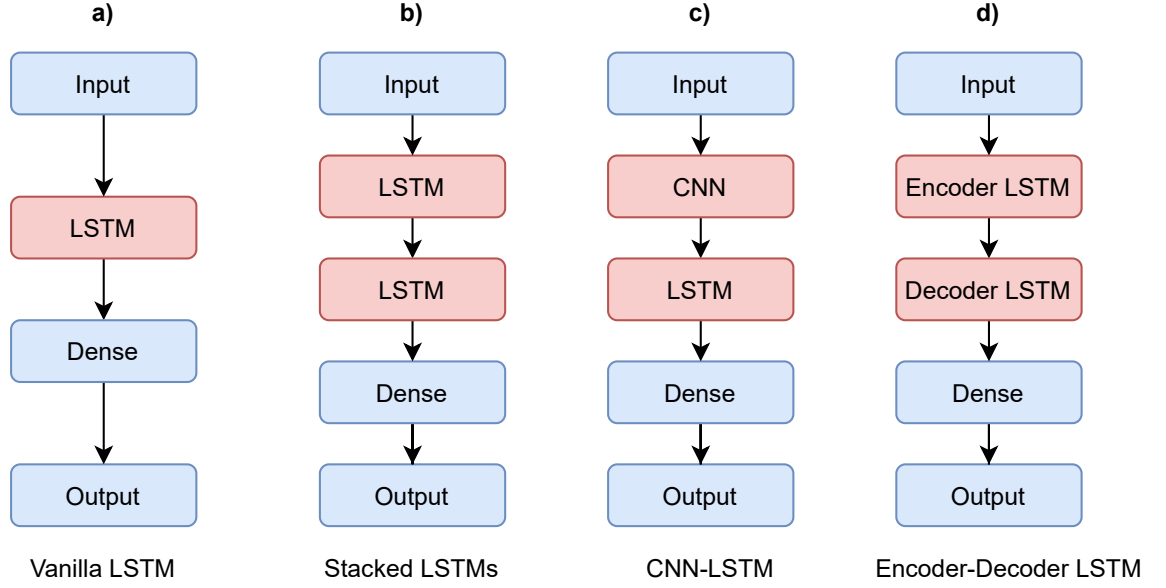 a)
Input
LSTM
Dense
Output
Vanilla LSTM
b)
Input
LSTM
LSTM
Dense
Output
Stacked LSTMs
c)
Input
CNN
LSTM
Dense
Output
CNN-LSTM
d)
Input
Encoder LSTM
Decoder LSTM
Dense
Output
Encoder-Decoder LSTM